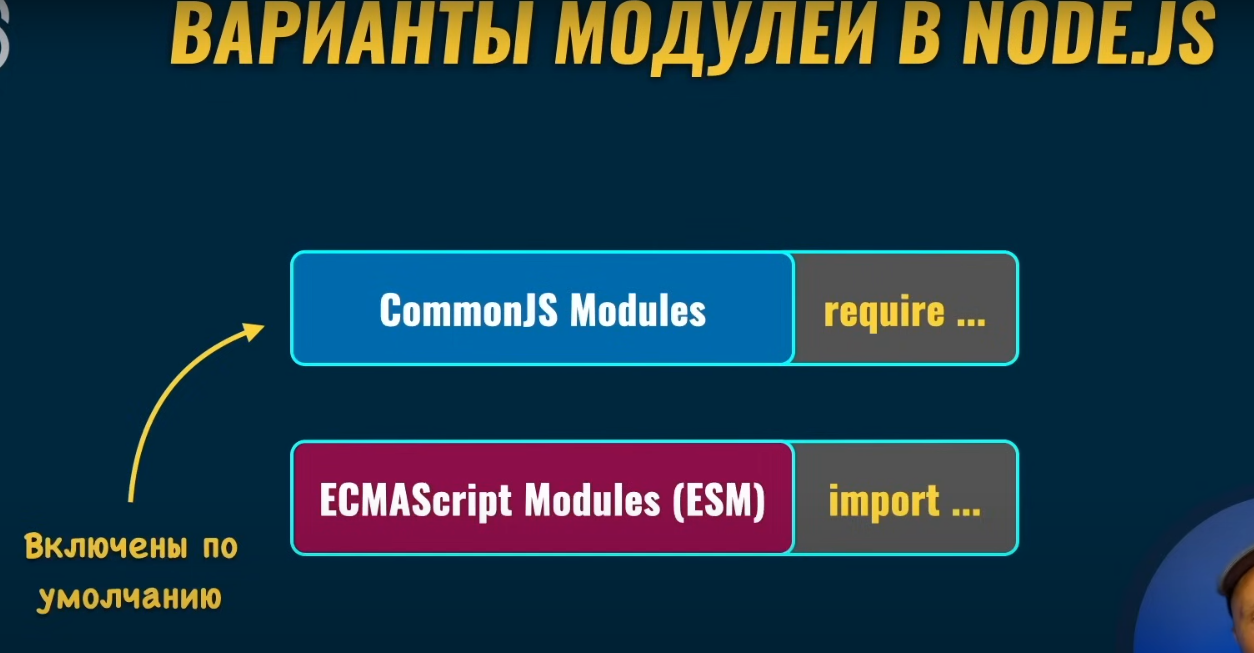 ВАРИАНТЫ МОДУЛЕЙ В NODE.JS
CommonJS Modules require ...
ECMAScript Modules (ESM) import ...
Включены по
умолчанию